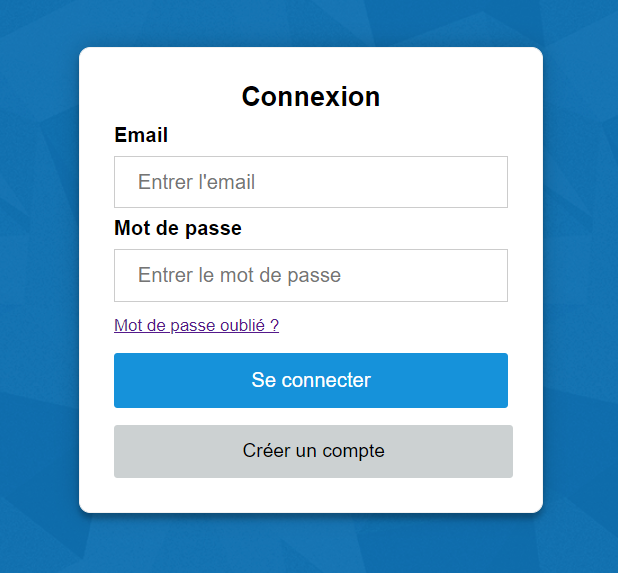 Connexion
Email
Entrer l'email
Mot de passe
Entrer le mot de passe
Mot de passe oublié ?
Se connecter
Créer un compte